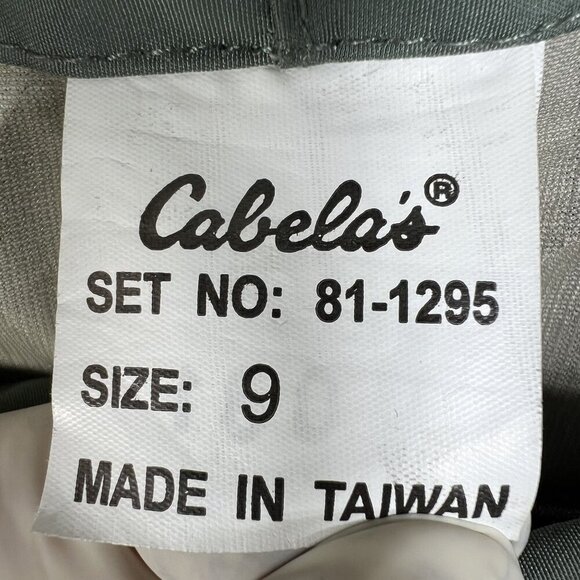 Cabela's®
SET NO: 81-1295
SIZE: 9
MADE IN TAIWAN